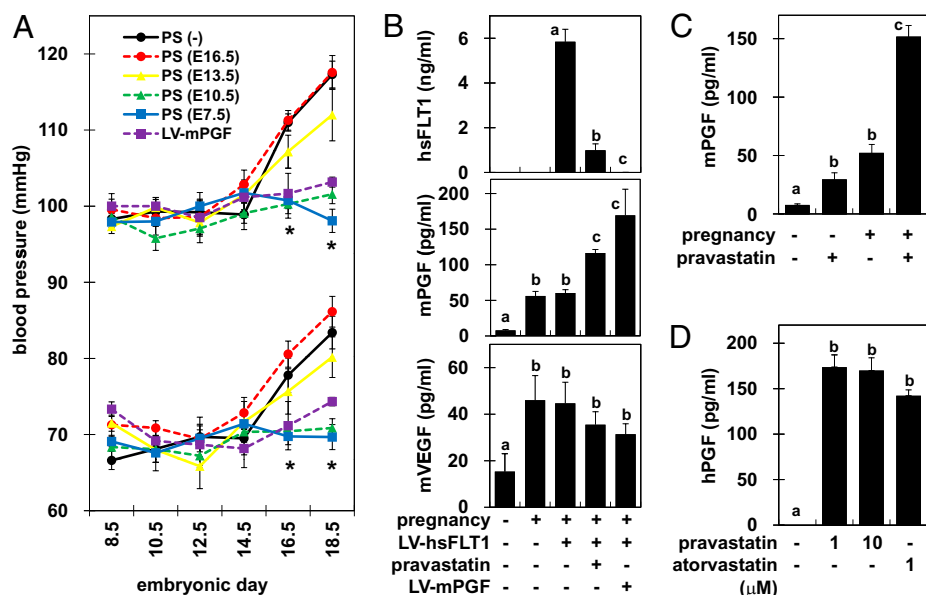 A
PS (-)
PS (E16.5)
PS (E13.5)
PS (E10.5)
PS (E7.5)
LV-mPGF
blood pressure (mmHg)
120
100
80
60
* *
* *
8.5 10.5 12.5 14.5 16.5 18.5
embryonic day
B
hsFLT1 (ng/ml)
6
4
2
0
a b c
mPGF (pg/ml)
200
150
100
50
0
a b b c c
mVEGF (pg/ml)
60
40
20
0
a b b b b
pregnancy - + + + +
LV-hsFLT1 - - + + +
pravastatin - - - + -
LV-mPGF - - - - +
C
mPGF (pg/ml)
150
100
50
0
a b b c
pregnancy - - + +
pravastatin - + - +
D
hPGF (pg/ml)
200
150
100
50
0
a b b b
pravastatin - 1 10 -
atorvastatin - - - 1
(μM)